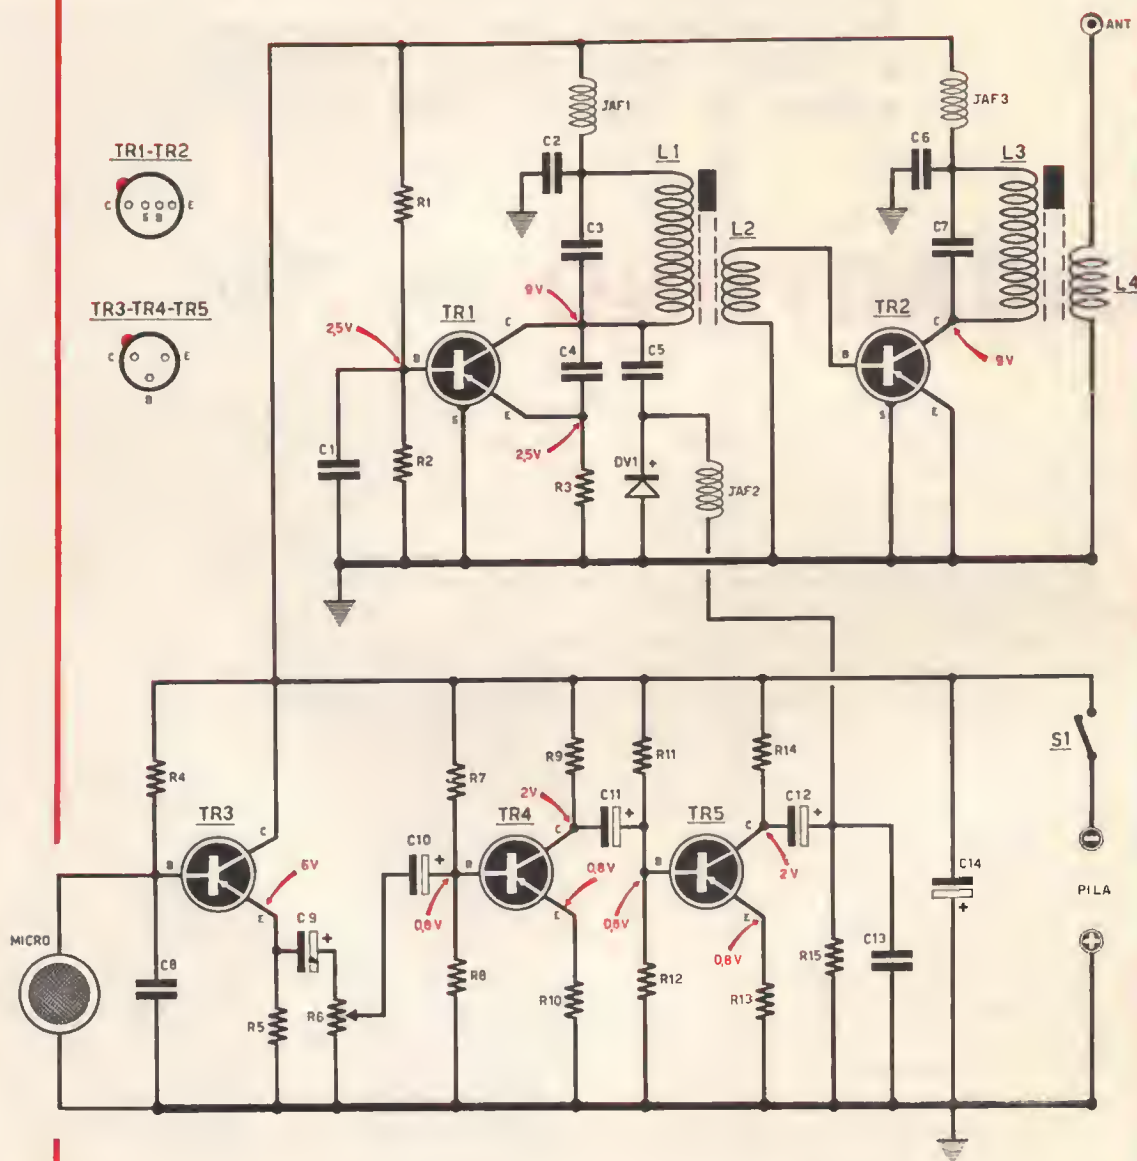 ANT
JAF1
JAF3
TR1-TR2
C
S
B
E
C2
L1
C6
L3
R1
C3
L2
C7
L4
TR3-TR4-TR5
C
E
B
9V
TR1
C
2,5V
B
C4
C5
TR2
C
B
9V
E
S
E
S
C1
R2
2,5V
R3
DV1
+
JAF2
R4
R7
R9
R11
R14
S1
TR3
C
C10
+
TR4
2V
C
C11
+
TR5
C
C12
+
B
6V
B
0,8V
B
2V
C14
+
PILA
E
C9
+
0,8V
E
0,8V
E
0,8V
MICRO
C8
R5
R6
R8
R10
R12
R13
R15
C13